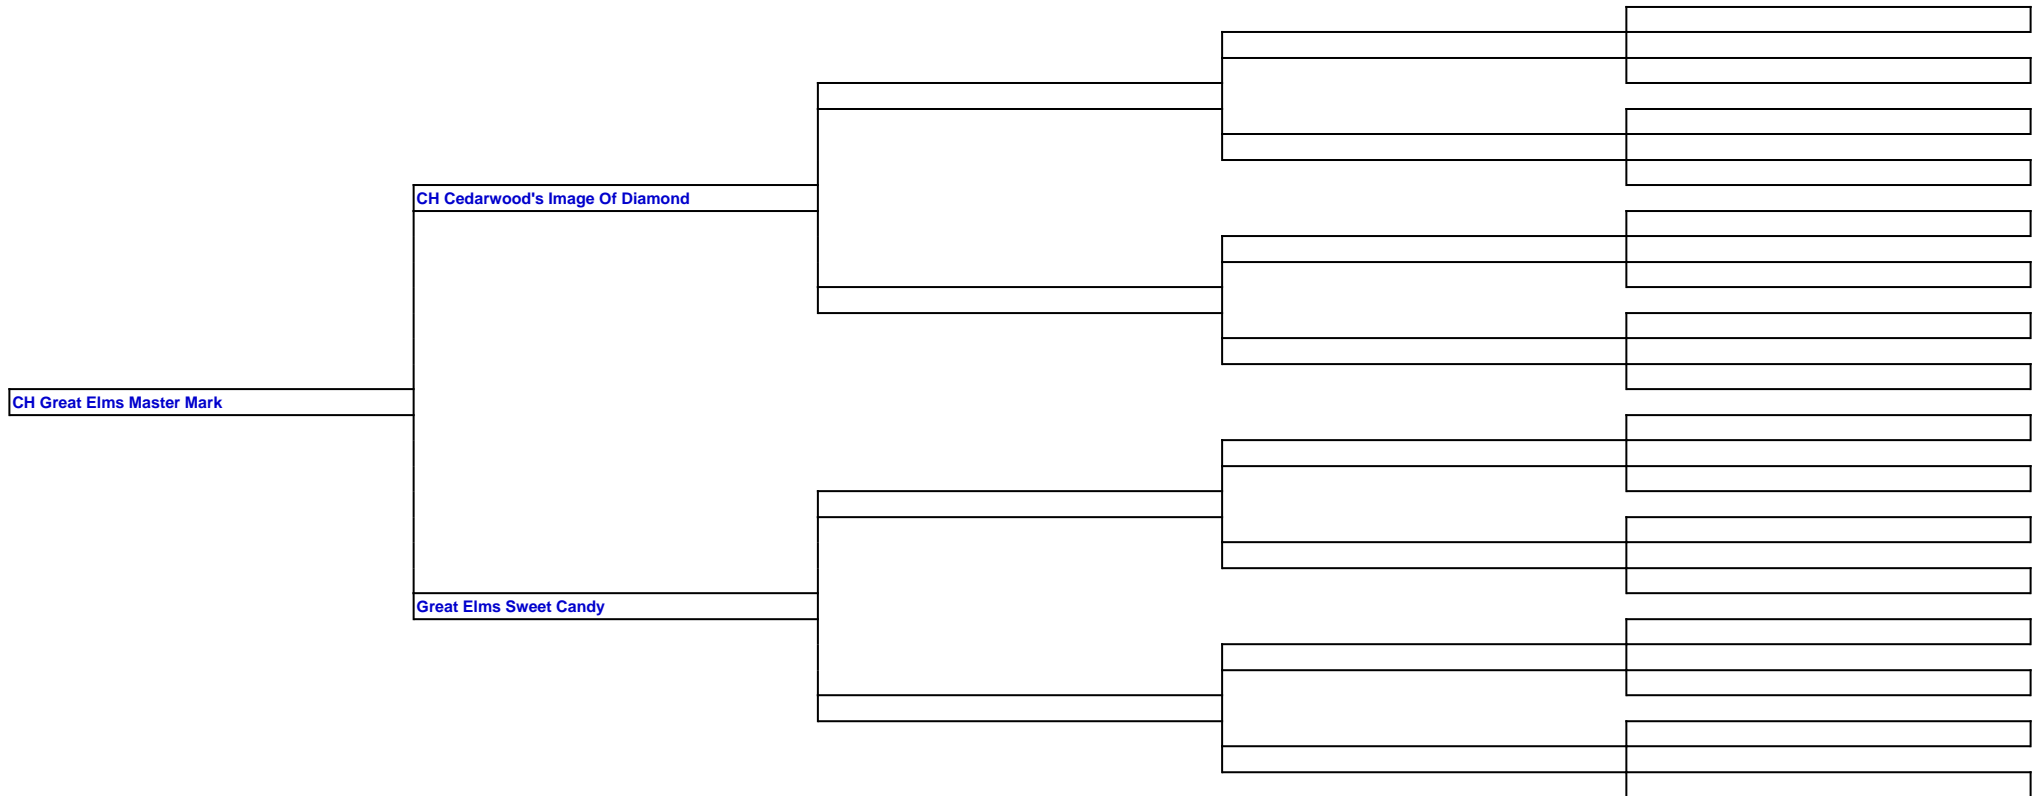 CH Cedarwood's Image Of Diamond
CH Great Elms Master Mark
Great Elms Sweet Candy